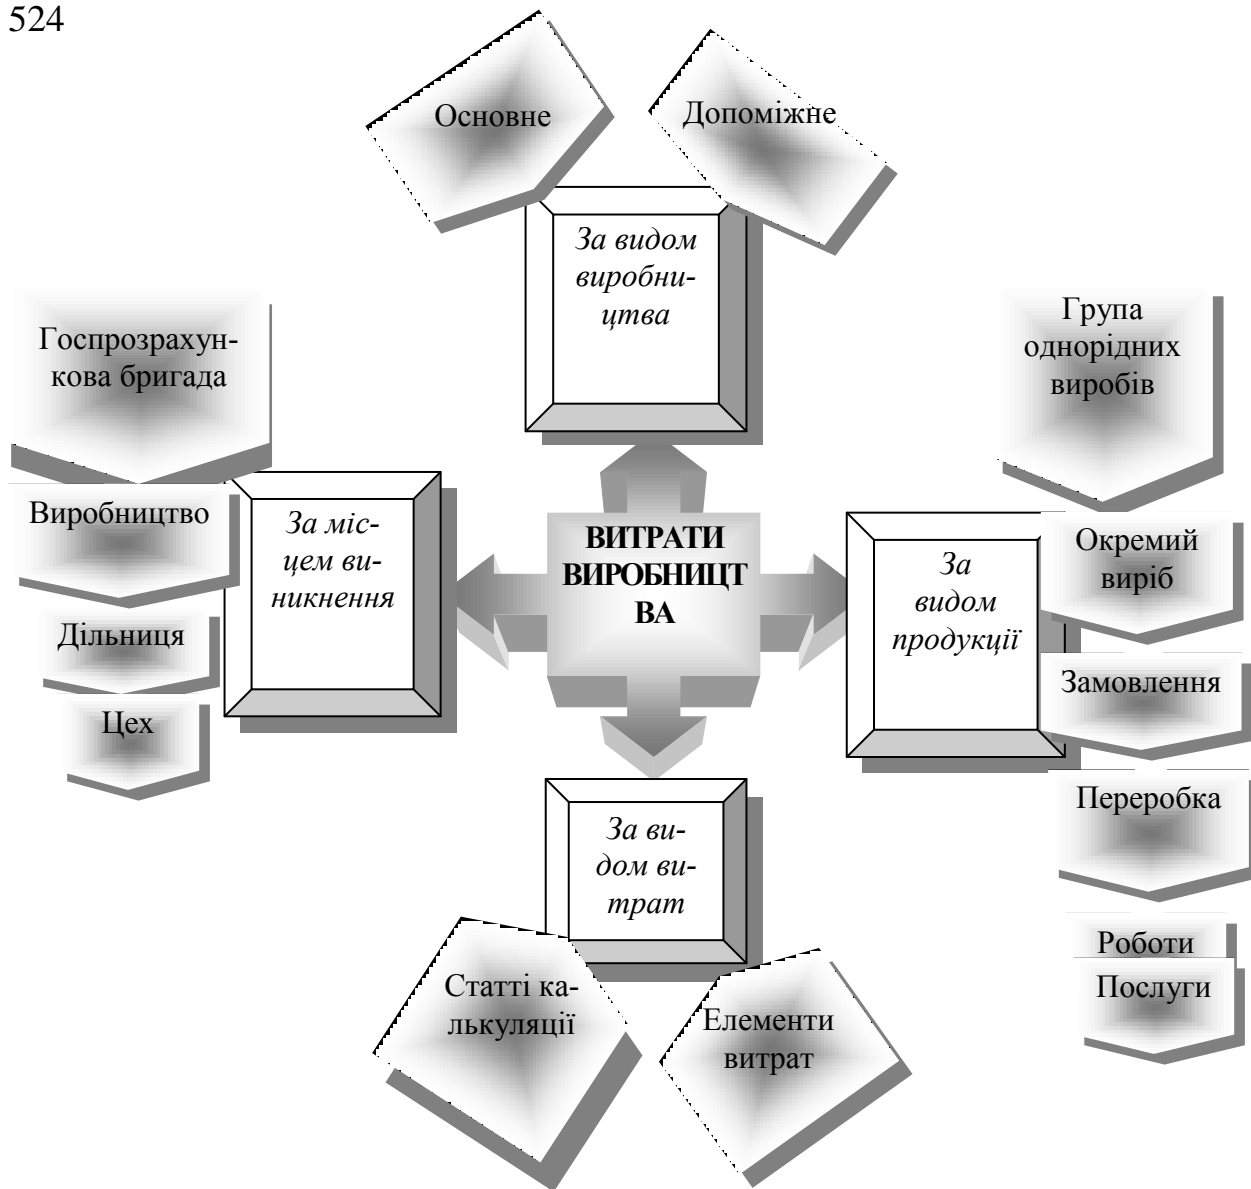 524
Основне
Допоміжне
За видом
виробни-
цтва
Госпрозрахун-
кова бригада
Виробництво
Дільниця
Цех
За міс-
цем ви-
никнення
ВИТРАТИ
ВИРОБНИЦТ
ВА
За
видом
продукції
Група
однорідних
виробів
Окремий
виріб
Замовлення
Переробка
Роботи
Послуги
За ви-
дом ви-
трат
Статті ка-
лькуляції
Елементи
витрат